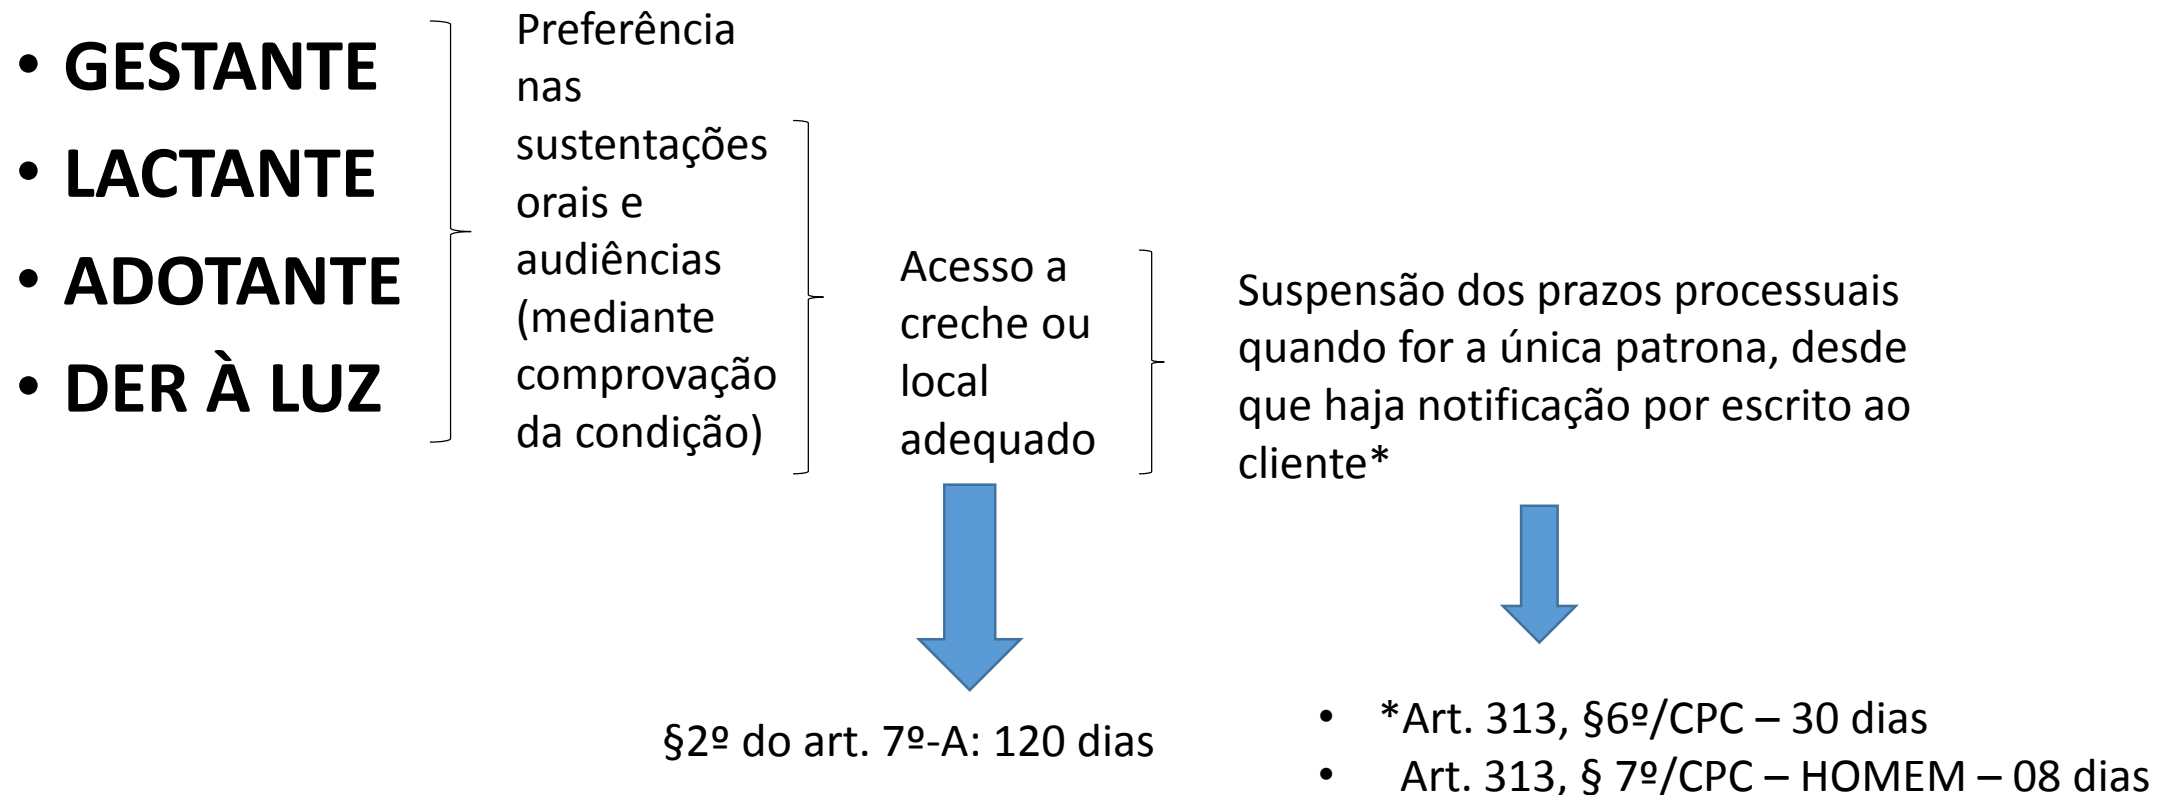 • GESTANTE
• LACTANTE
• ADOTANTE
• DER À LUZ
Preferência
nas
sustentações
orais e
audiências
(mediante
comprovação
da condição)
Acesso a
creche ou
local
adequado
Suspensão dos prazos processuais
quando for a única patrona, desde
que haja notificação por escrito ao
cliente*
§2º do art. 7º-A: 120 dias
• *Art. 313, §6º/CPC – 30 dias
• Art. 313, § 7º/CPC – HOMEM – 08 dias